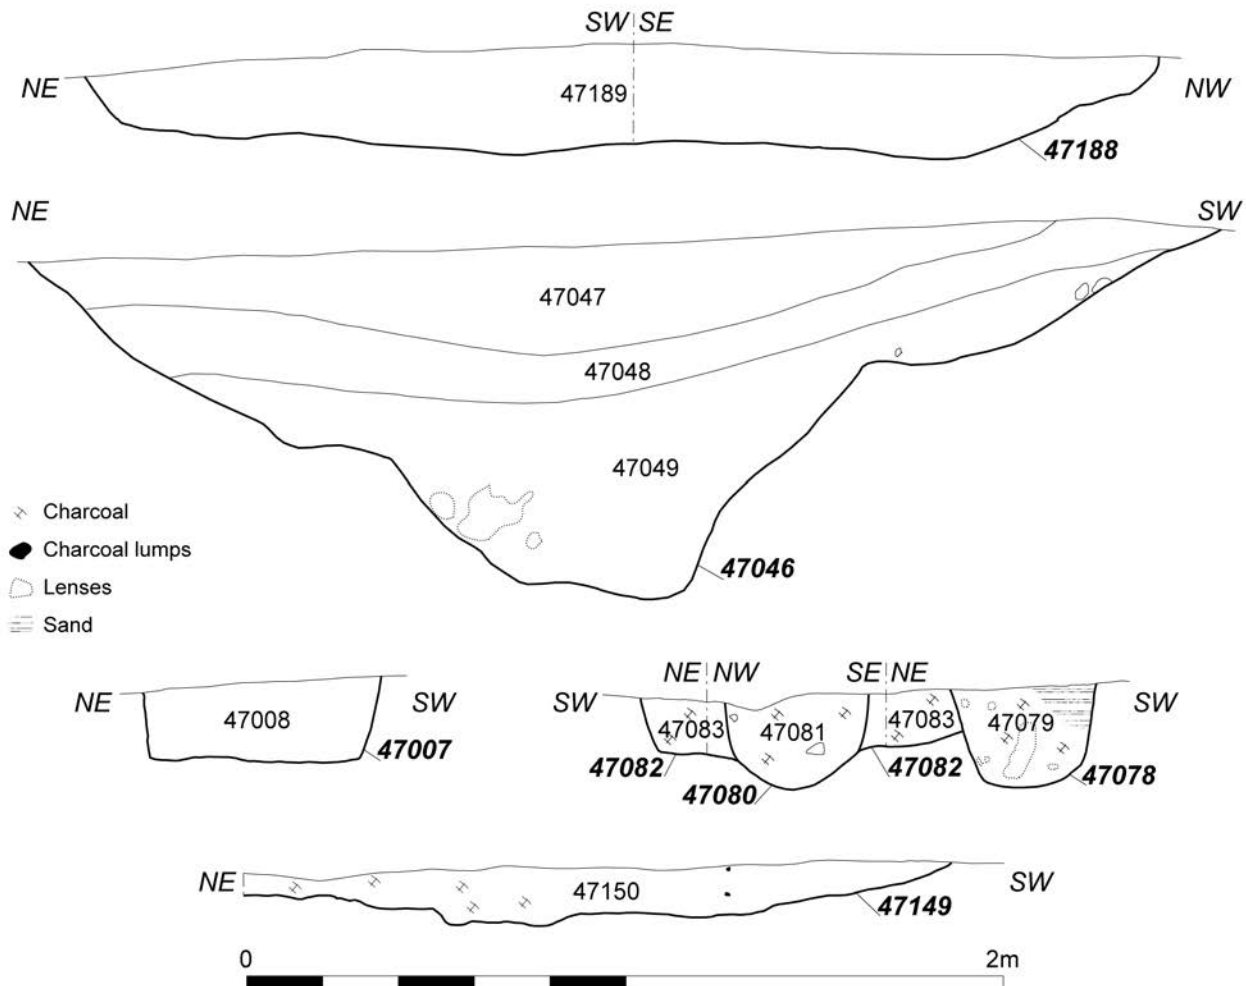 SW SE
NE
47189
NW
47188
NE
SW
47047
47048
47049
47046
Charcoal
Charcoal lumps
Lenses
Sand
NE
47008
SW
47007
NE NW SE NE
SW
47083
47081
47083
47079
SW
47082
47080
47082
47078
NE
47150
SW
47149
0 2m